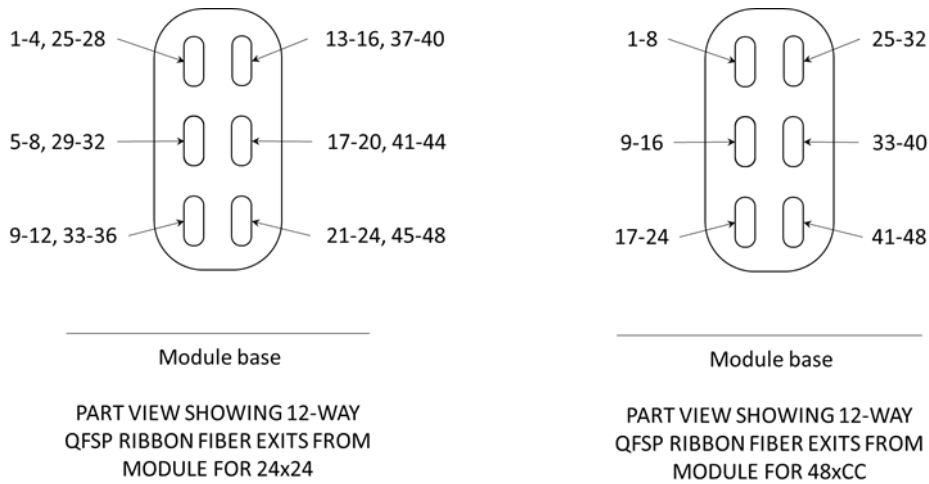 1-4, 25-28
13-16, 37-40
5-8, 29-32
17-20, 41-44
9-12, 33-36
21-24, 45-48
Module base
PART VIEW SHOWING 12-WAY
QFSP RIBBON FIBER EXITS FROM
MODULE FOR 24x24
1-8
25-32
9-16
33-40
17-24
41-48
Module base
PART VIEW SHOWING 12-WAY
QFSP RIBBON FIBER EXITS FROM
MODULE FOR 48xCC